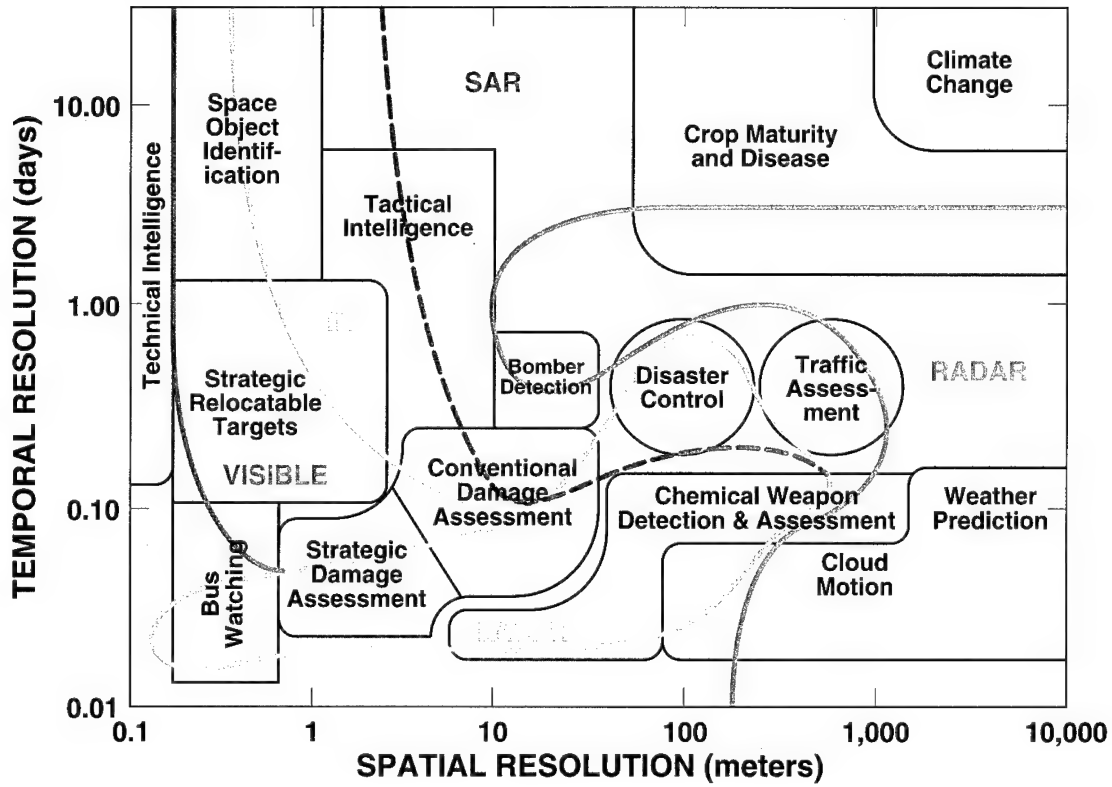 TEMPORAL RESOLUTION (days)
10.00
1.00
0.10
0.01
Technical Intelligence
Space
Object
Identif-
ication
SAR
Climate
Change
Crop Maturity
and Disease
Tactical
Intelligence
Strategic
Relocatable
Targets
VISIBLE
Bomber
Detection
Disaster
Control
Traffic
Assess-
ment
RADAR
Conventional
Damage
Assessment
Chemical Weapon
Detection & Assessment
Weather
Prediction
Bus
Watching
Strategic
Damage
Assessment
Cloud
Motion
0.1
1
10
100
1,000
10,000
SPATIAL RESOLUTION (meters)